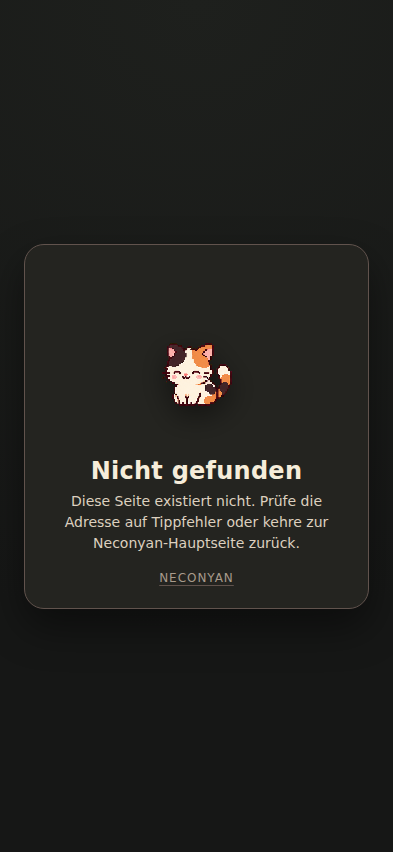 Nicht gefunden
Diese Seite existiert nicht. Prüfe die
Adresse auf Tippfehler oder kehre zur
Neconyan-Hauptseite zurück.
NECONYAN